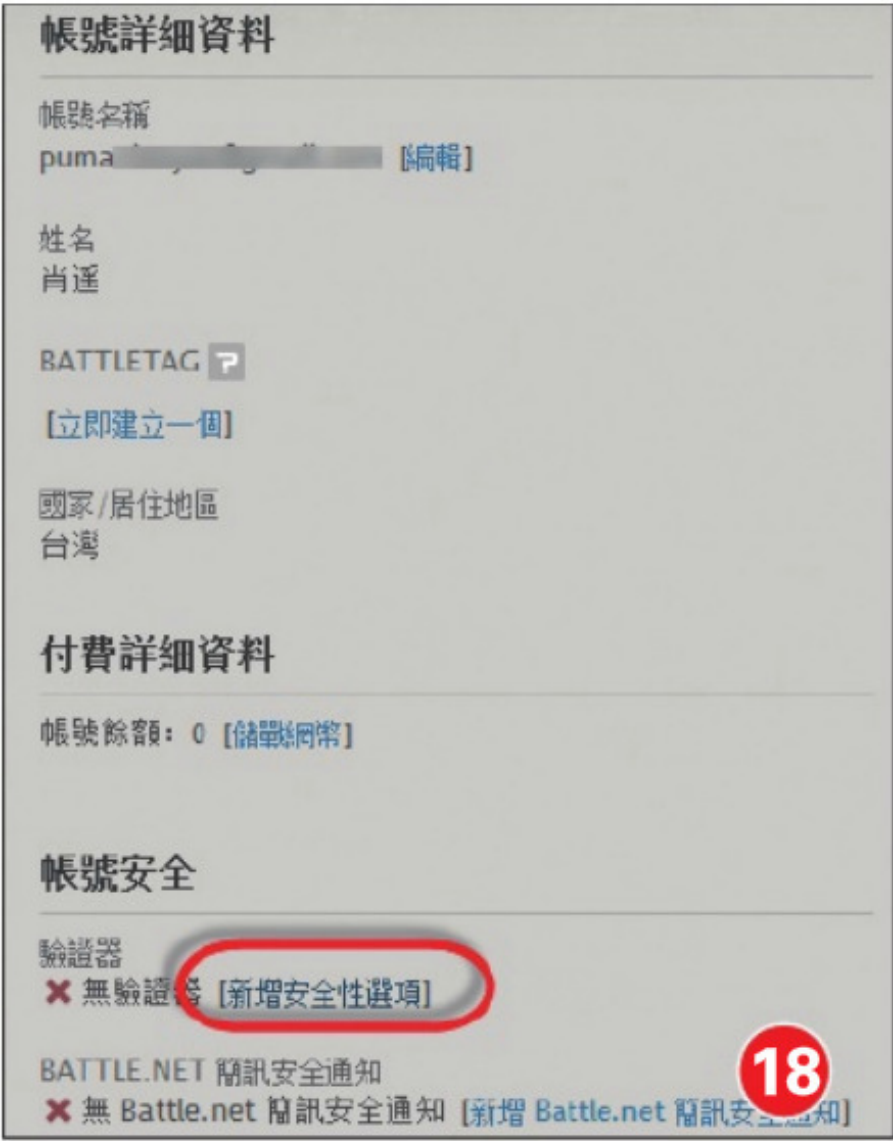 帳號詳細資料
帳號名稱
puma [編輯]
姓名
肖遥
BATTLETAG ?
[立即建立一個]
國家/居住地區
台灣
付費詳細資料
帳號餘額: 0 [儲戰網幣]
帳號安全
驗證器
✖ 無驗證器 [新增安全性選項]
BATTLE.NET 簡訊安全通知
✖ 無 Battle.net 簡訊安全通知 [新增 Battle.net 簡訊安全通知]
18